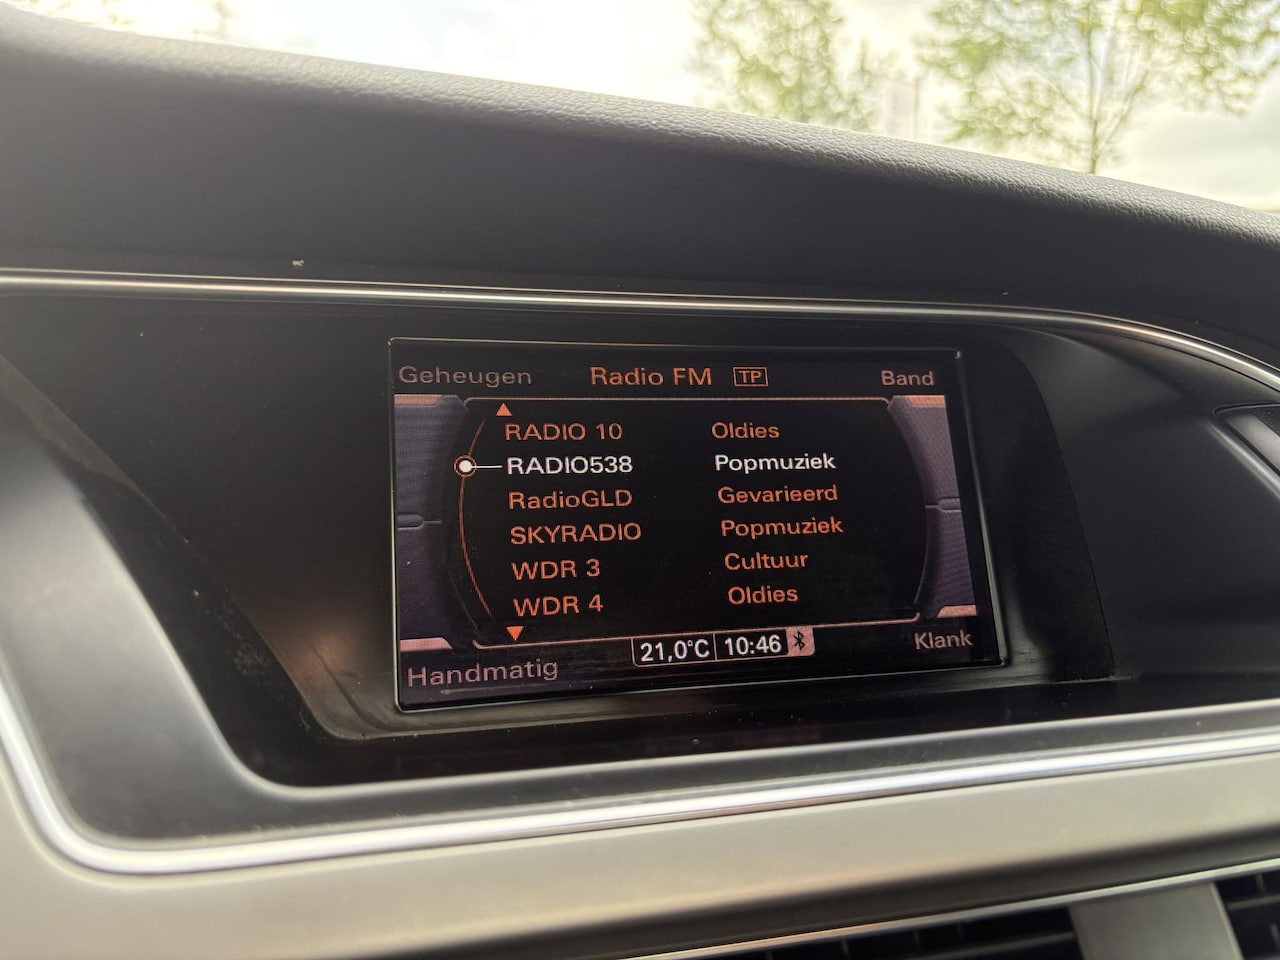 Geheugen Radio FM TP Band
RADIO 10 Oldies
RADIO538 Popmuziek
RadioGLD Gevarieerd
SKYRADIO Popmuziek
WDR 3 Cultuur
WDR 4 Oldies
Handmatig 21,0°C 10:46 Klank